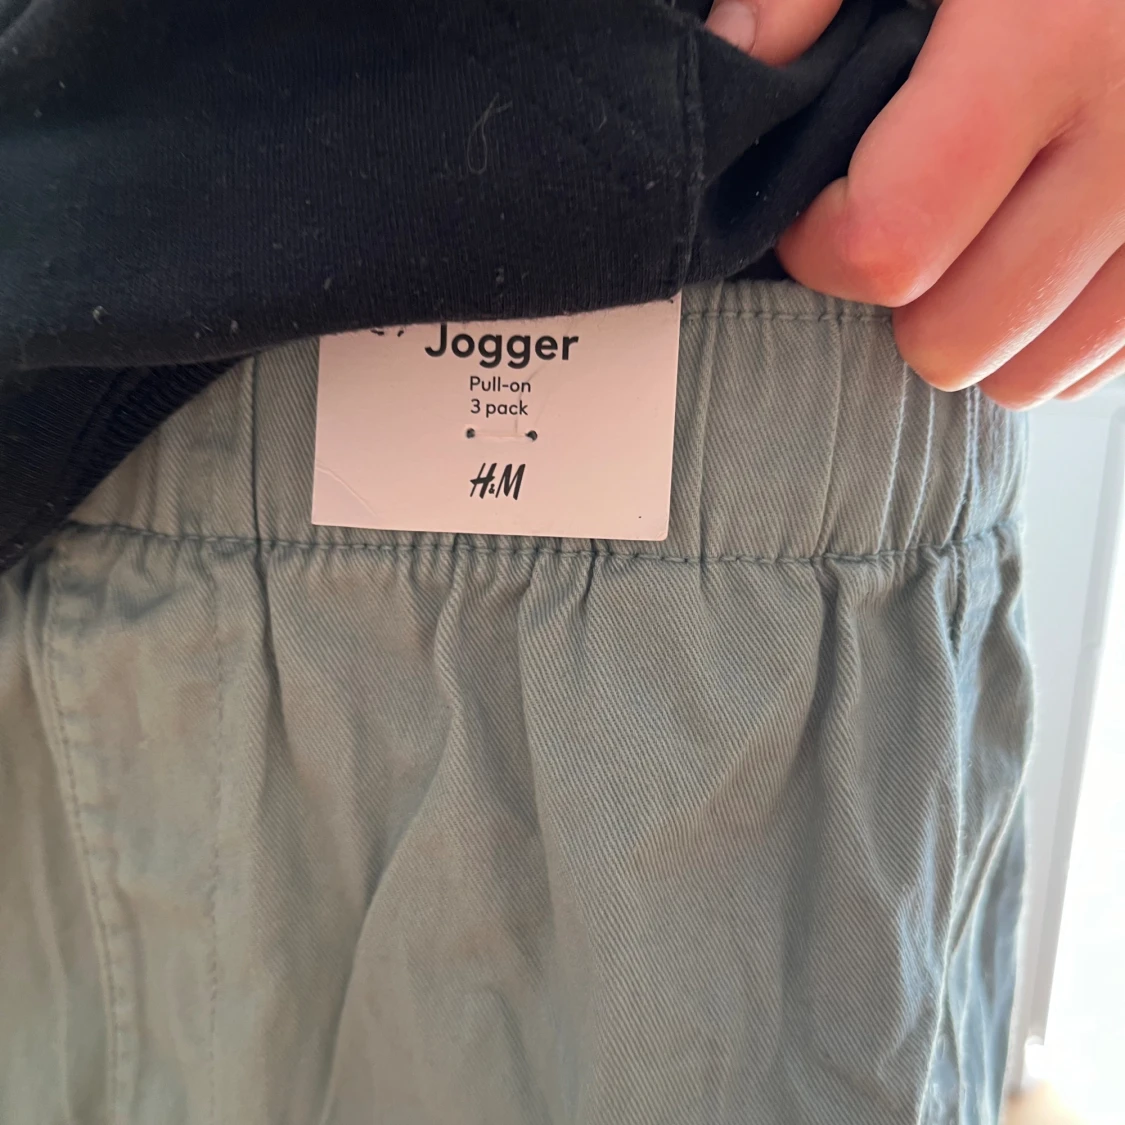 Jogger
Pull-on
3 pack
H&M